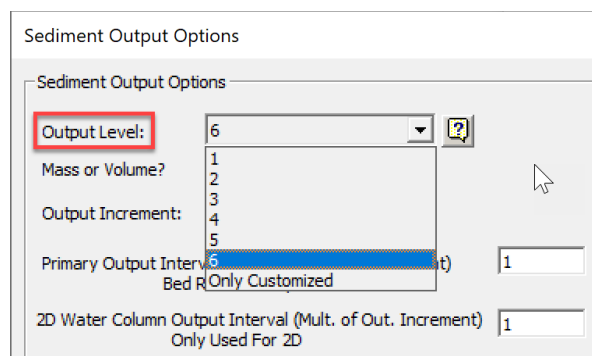 Sediment Output Options
Sediment Output Options
Output Level:
6
Mass or Volume?
1
2
3
Output Increment:
4
5
6
Primary Output Interv
t)
1
Bed R
Only Customized
2D Water Column Output Interval (Mult. of Out. Increment)
1
Only Used For 2D